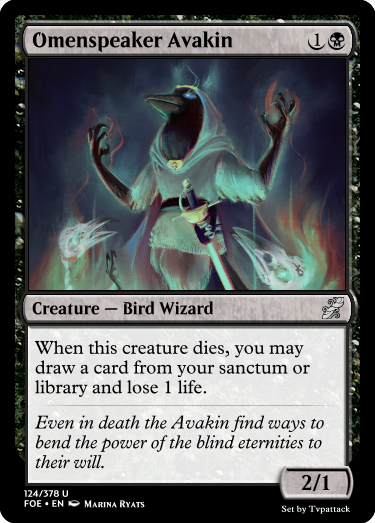 Omenspeaker Avakin 1
Creature — Bird Wizard
When this creature dies, you may
draw a card from your sanctum or
library and lose 1 life.
Even in death the Avakin find ways to
bend the power of the blind eternities to
their will.
2/1
124/378 U
FOE • EN Marina Ryats
Set by Tvpattack